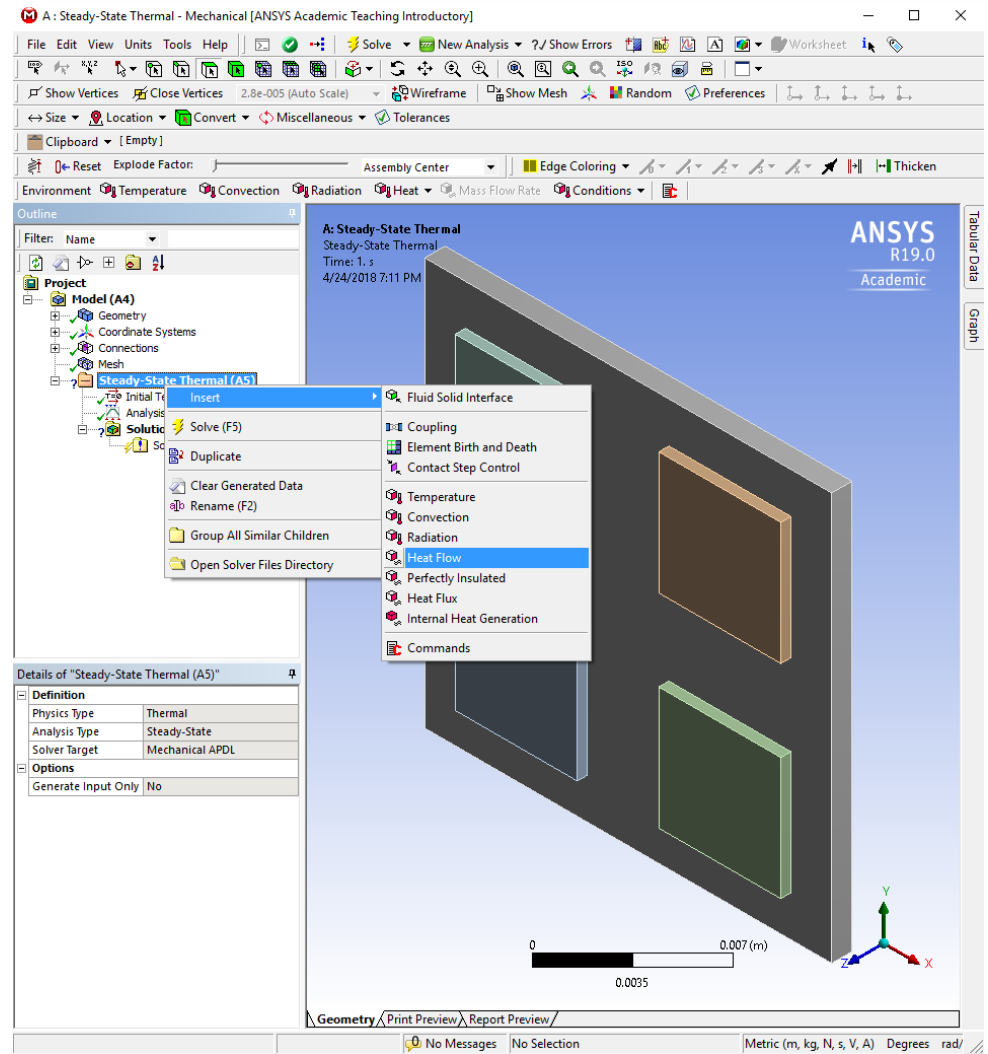 A : Steady-State Thermal - Mechanical [ANSYS Academic Teaching Introductory]
File Edit View Units Tools Help Solve New Analysis ?/ Show Errors Worksheet
Show Vertices Close Vertices 2.8e-005 (Auto Scale) Wireframe Show Mesh Random Preferences
Size Location Convert Miscellaneous Tolerances
Clipboard [Empty]
Reset Explode Factor: Assembly Center Edge Coloring Thicken
Environment Temperature Convection Radiation Heat Mass Flow Rate Conditions
Outline
Filter: Name
Project
Model (A4)
Geometry
Coordinate Systems
Connections
Mesh
Steady-State Thermal (A5)
Initial Te
Analysis
Solutio
So
Insert
Solve (F5)
Duplicate
Clear Generated Data
Rename (F2)
Group All Similar Children
Open Solver Files Directory
Fluid Solid Interface
Coupling
Element Birth and Death
Contact Step Control
Temperature
Convection
Radiation
Heat Flow
Perfectly Insulated
Heat Flux
Internal Heat Generation
Commands
A: Steady-State Thermal
Steady-State Thermal
Time: 1. s
4/24/2018 7:11 PM
ANSYS
R19.0
Academic
Tabular Data
Graph
Details of "Steady-State Thermal (A5)"
Definition
Physics Type Thermal
Analysis Type Steady-State
Solver Target Mechanical APDL
Options
Generate Input Only No
0 0.007 (m)
0.0035
Y
Z X
Geometry Print Preview Report Preview
0 No Messages No Selection Metric (m, kg, N, s, V, A) Degrees rad/